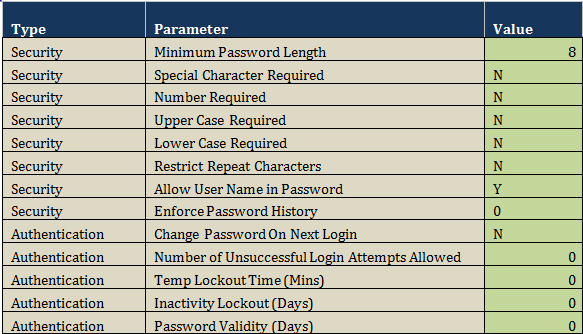 Type Parameter Value
Security Minimum Password Length 8
Security Special Character Required N
Security Number Required N
Security Upper Case Required N
Security Lower Case Required N
Security Restrict Repeat Characters N
Security Allow User Name in Password Y
Security Enforce Password History 0
Authentication Change Password On Next Login N
Authentication Number of Unsuccessful Login Attempts Allowed 0
Authentication Temp Lockout Time (Mins) 0
Authentication Inactivity Lockout (Days) 0
Authentication Password Validity (Days) 0